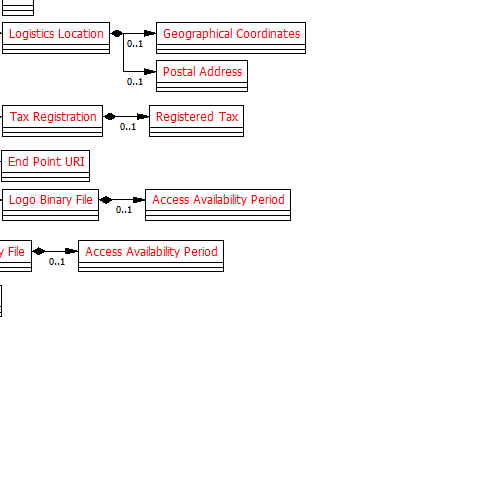 Logistics Location
Geographical Coordinates
0..1
Postal Address
0..1
Tax Registration
Registered Tax
0..1
End Point URI
Logo Binary File
Access Availability Period
0..1
y File
Access Availability Period
0..1